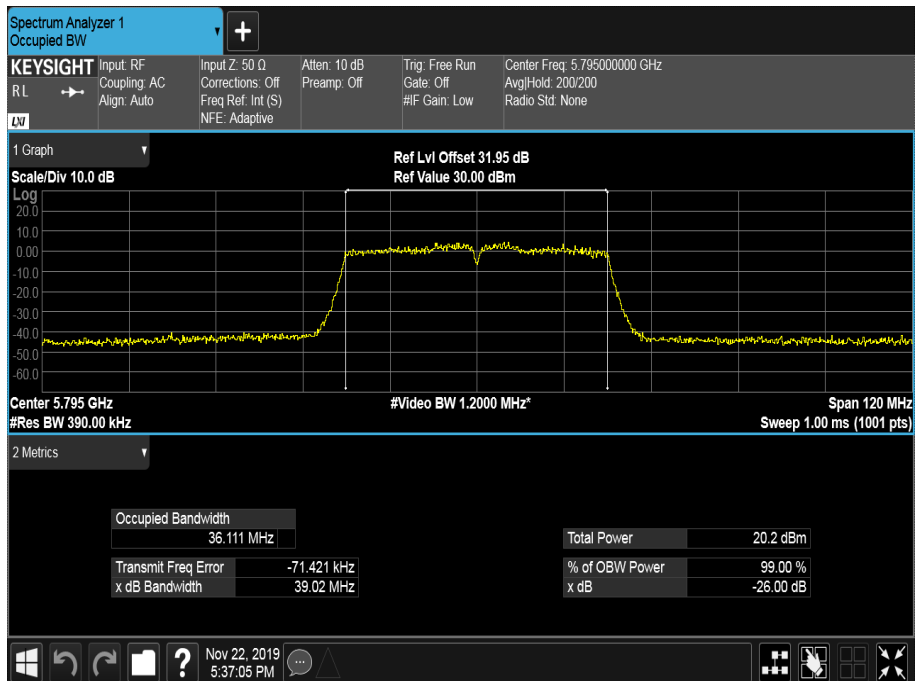 Spectrum Analyzer 1
Occupied BW
+
KEYSIGHT
RL
LXI
Input: RF
Coupling: AC
Align: Auto
Input Z: 50 Ω
Corrections: Off
Freq Ref: Int (S)
NFE: Adaptive
Atten: 10 dB
Preamp: Off
Trig: Free Run
Gate: Off
#IF Gain: Low
Center Freq: 5.795000000 GHz
Avg|Hold: 200/200
Radio Std: None
1 Graph
Scale/Div 10.0 dB
Ref Lvl Offset 31.95 dB
Ref Value 30.00 dBm
Log
20.0
10.0
0.00
-10.0
-20.0
-30.0
-40.0
-50.0
-60.0
Center 5.795 GHz
#Video BW 1.2000 MHz*
Span 120 MHz
#Res BW 390.00 kHz
Sweep 1.00 ms (1001 pts)
2 Metrics
Occupied Bandwidth
36.111 MHz
Total Power 20.2 dBm
Transmit Freq Error -71.421 kHz
% of OBW Power 99.00 %
x dB Bandwidth 39.02 MHz
x dB -26.00 dB
?
Nov 22, 2019
5:37:05 PM